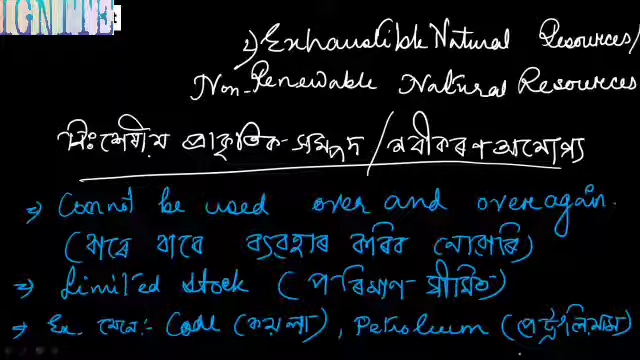 IGNITE
2) Exhaustible Natural Resources/
Non-Renewable Natural Resources
নিঃশেষীয় প্ৰাকৃতিক সম্পদ/নবীকৰণ অযোগ্য
⇒ Cannot be used over and over again.
(বাৰে বাৰে ব্যৱহাৰ কৰিব নোৱাৰি)
⇒ Limited stock (পৰিমাণ সীমিত)
⇒ Ex. যেনে:- Coal (কয়লা), Petroleum (পেট্ৰ'লিয়াম)